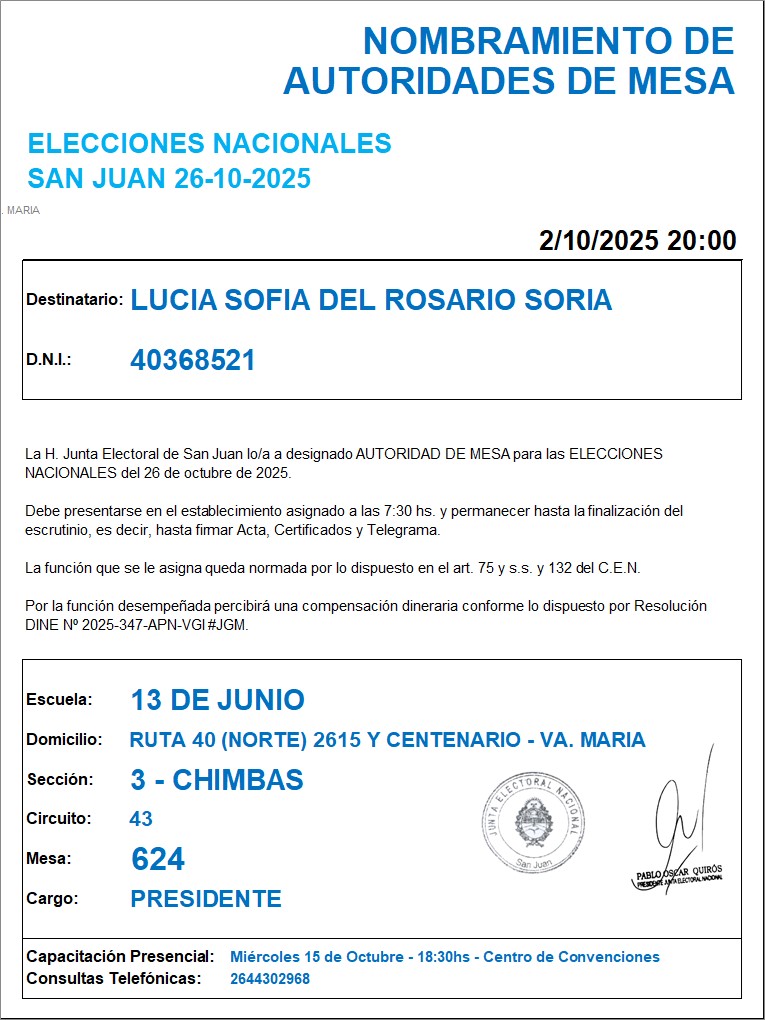 NOMBRAMIENTO DE
AUTORIDADES DE MESA
ELECCIONES NACIONALES
SAN JUAN 26-10-2025
. MARIA
2/10/2025 20:00
Destinatario: LUCIA SOFIA DEL ROSARIO SORIA
D.N.I.: 40368521
La H. Junta Electoral de San Juan lo/a a designado AUTORIDAD DE MESA para las ELECCIONES
NACIONALES del 26 de octubre de 2025.
Debe presentarse en el establecimiento asignado a las 7:30 hs. y permanecer hasta la finalización del
escrutinio, es decir, hasta firmar Acta, Certificados y Telegrama.
La función que se le asigna queda normada por lo dispuesto en el art. 75 y s.s. y 132 del C.E.N.
Por la función desempeñada percibirá una compensación dineraria conforme lo dispuesto por Resolución
DINE Nº 2025-347-APN-VGI#JGM.
Escuela: 13 DE JUNIO
Domicilio: RUTA 40 (NORTE) 2615 Y CENTENARIO - VA. MARIA
Sección: 3 - CHIMBAS
Circuito: 43
Mesa: 624
Cargo: PRESIDENTE
JUNTA ELECTORAL NACIONAL
San Juan
PABLO OSCAR QUIRÓS
PRESIDENTE JUNTA ELECTORAL NACIONAL
Capacitación Presencial: Miércoles 15 de Octubre - 18:30hs - Centro de Convenciones
Consultas Telefónicas: 2644302968